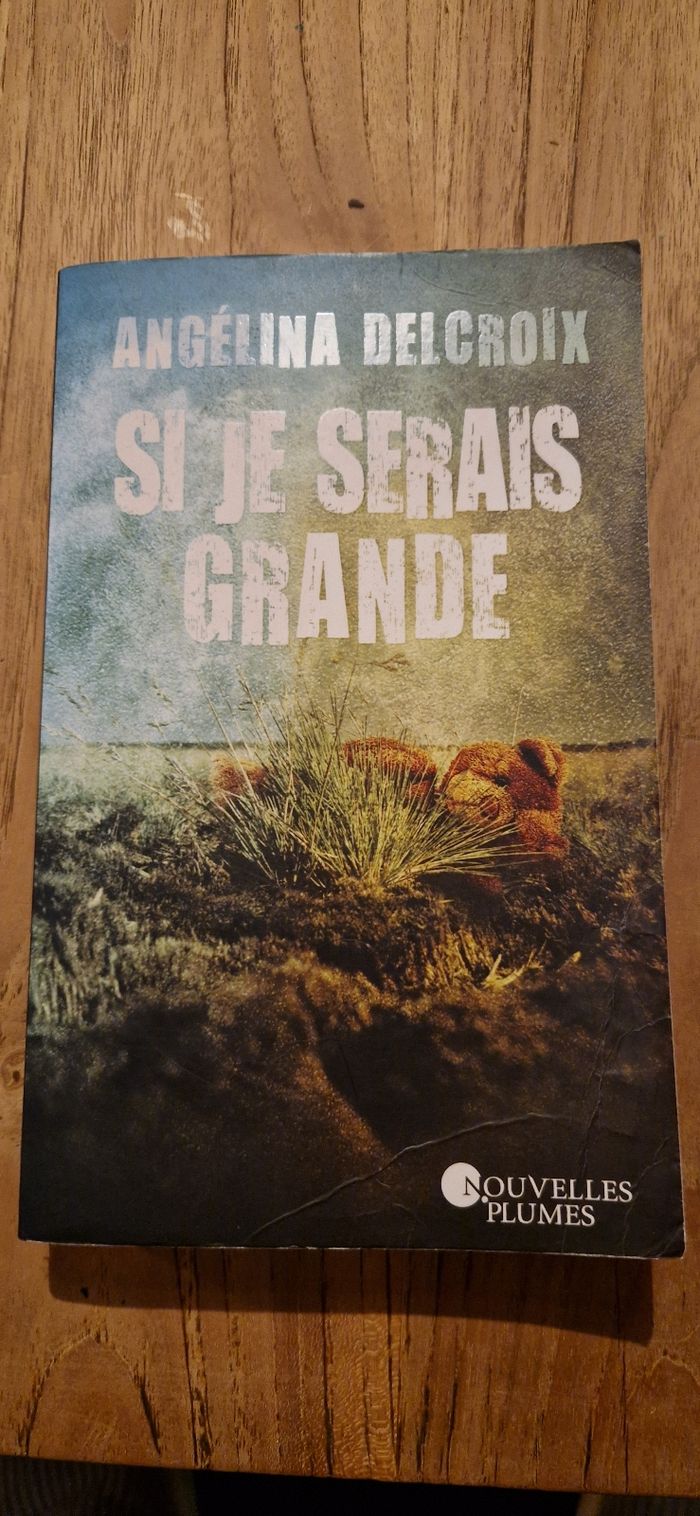 ANGÉLINA DELCROIX
SI JE SERAIS
GRANDE
NOUVELLES
PLUMES